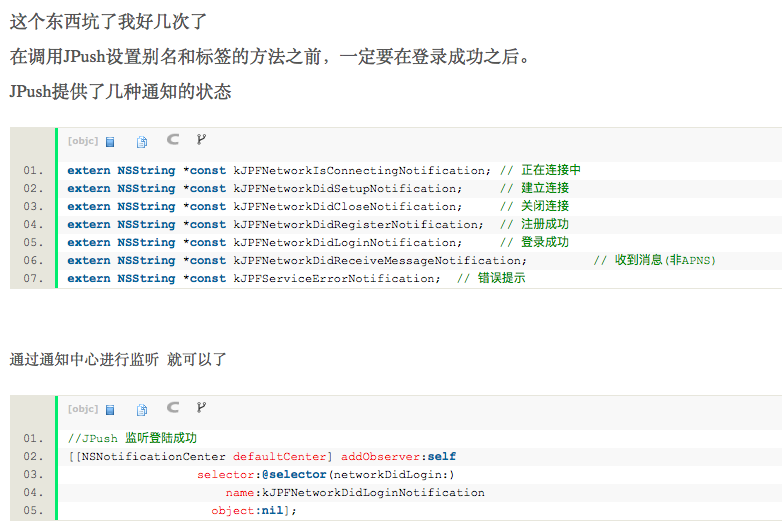 这个东西坑了我好几次了
在调用JPush设置别名和标签的方法之前，一定要在登录成功之后。
JPush提供了几种通知的状态
[objc]
01. extern NSString *const kJPFNetworkIsConnectingNotification; // 正在连接中
02. extern NSString *const kJPFNetworkDidSetupNotification; // 建立连接
03. extern NSString *const kJPFNetworkDidCloseNotification; // 关闭连接
04. extern NSString *const kJPFNetworkDidRegisterNotification; // 注册成功
05. extern NSString *const kJPFNetworkDidLoginNotification; // 登录成功
06. extern NSString *const kJPFNetworkDidReceiveMessageNotification; // 收到消息(非APNS)
07. extern NSString *const kJPFServiceErrorNotification; // 错误提示
通过通知中心进行监听 就可以了
[objc]
01. //JPush 监听登陆成功
02. [[NSNotificationCenter defaultCenter] addObserver:self
03. selector:@selector(networkDidLogin:)
04. name:kJPFNetworkDidLoginNotification
05. object:nil];